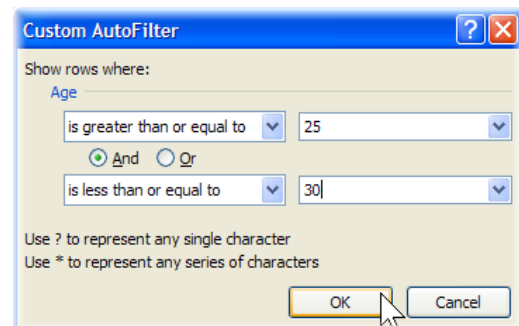 Custom AutoFilter ?
Show rows where:
Age
is greater than or equal to 25
And Or
is less than or equal to 30
Use ? to represent any single character
Use * to represent any series of characters
OK Cancel